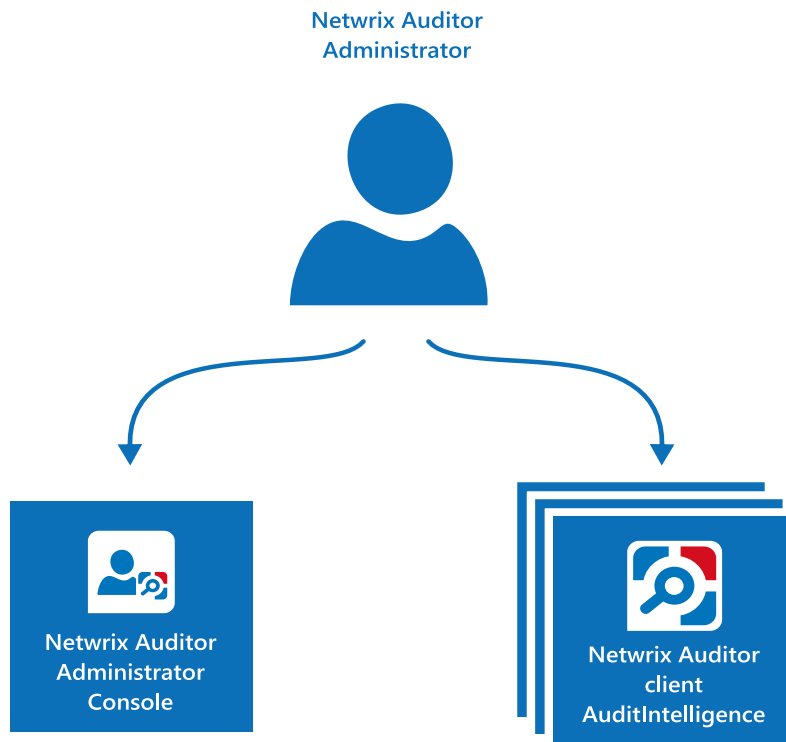 Netwrix Auditor
Administrator
Netwrix Auditor
Administrator
Console
Netwrix Auditor
client
AuditIntelligence